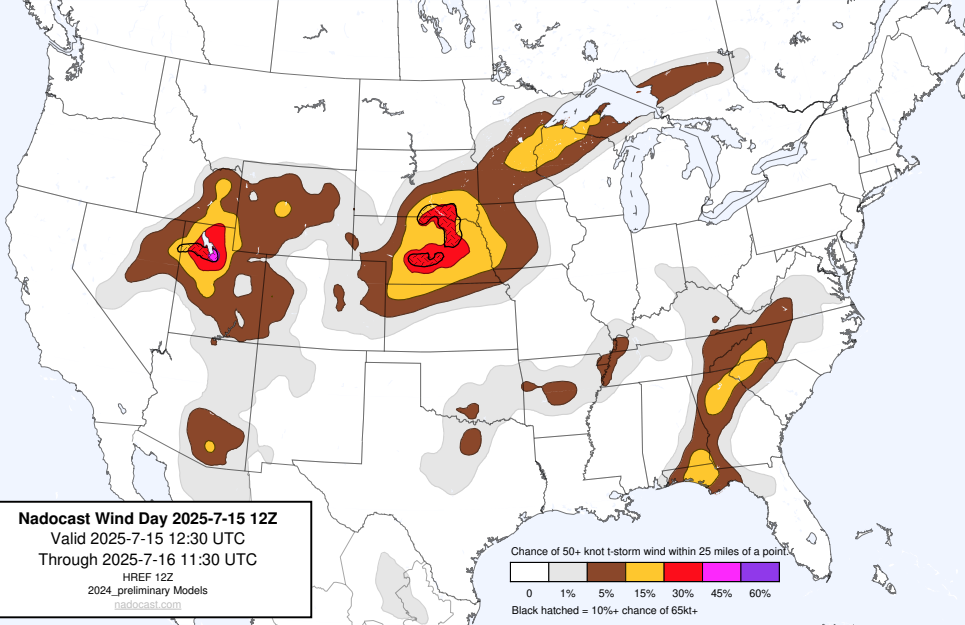 Nadocast Wind Day 2025-7-15 12Z
Valid 2025-7-15 12:30 UTC
Through 2025-7-16 11:30 UTC
HREF 12Z
2024_preliminary Models
nadocast.com
Chance of 50+ knot t-storm wind within 25 miles of a point.
0 1% 5% 15% 30% 45% 60%
Black hatched = 10%+ chance of 65kt+